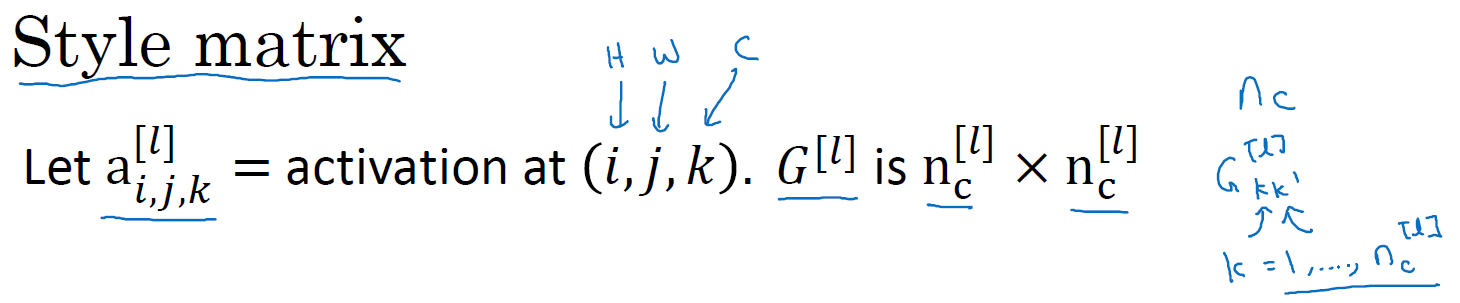 Style matrix
H W C
Let a^{[l]}_{i,j,k} = activation at (i, j, k). G^{[l]} is n_c^{[l]} × n_c^{[l]}
n_c
G^{[l]}_{kk'}
k = 1, ...., n_c^{[l]}